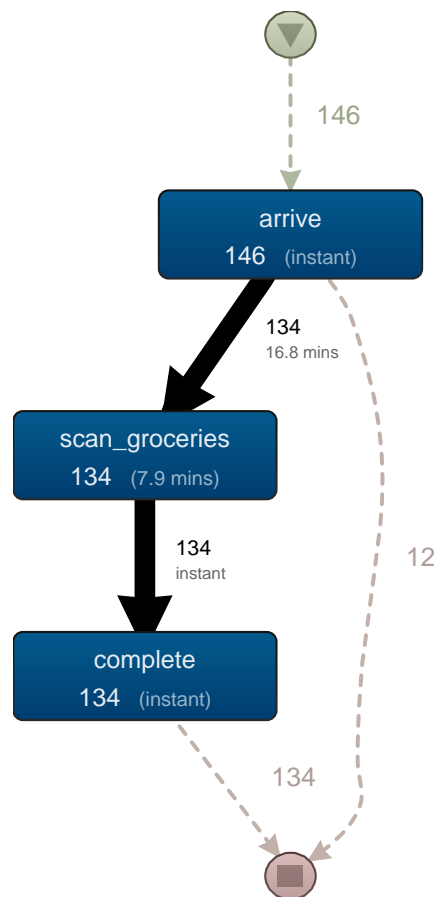 146
arrive
146 (instant)
134
16.8 mins
scan_groceries
134 (7.9 mins)
12
134
instant
complete
134 (instant)
134